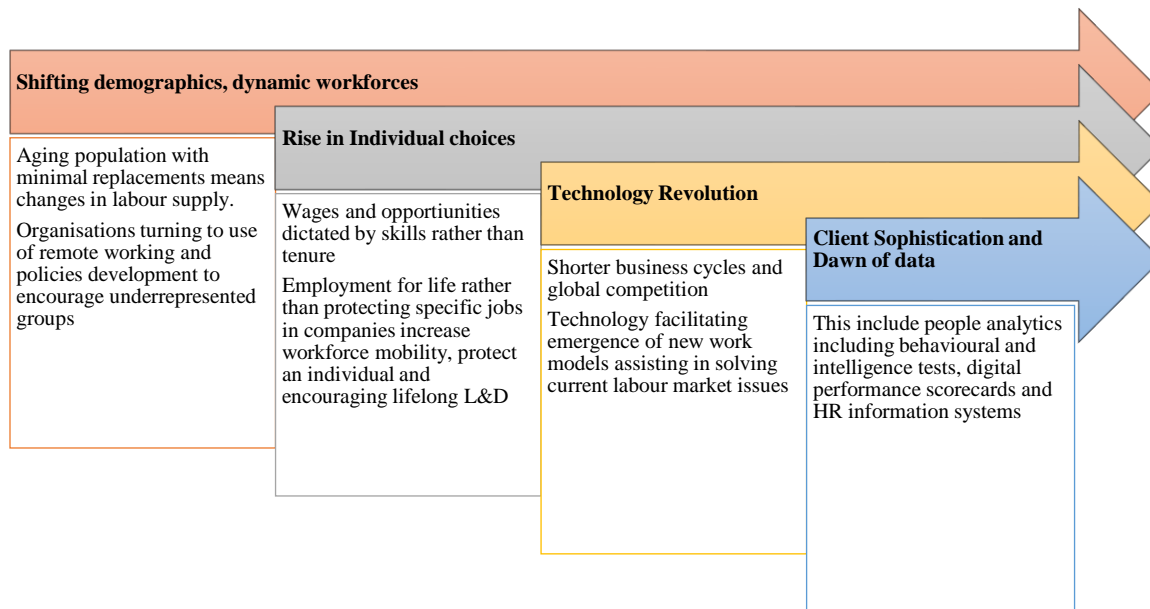 Shifting demographics, dynamic workforces
Aging population with
minimal replacements means
changes in labour supply.
Organisations turning to use
of remote working and
policies development to
encourage underrepresented
groups
Rise in Individual choices
Wages and opportiunities
dictated by skills rather than
tenure
Employment for life rather
than protecting specific jobs
in companies increase
workforce mobility, protect
an individual and
encouraging lifelong L&D
Technology Revolution
Shorter business cycles and
global competition
Technology facilitating
emergence of new work
models assisting in solving
current labour market issues
Client Sophistication and
Dawn of data
This include people analytics
including behavioural and
intelligence tests, digital
performance scorecards and
HR information systems